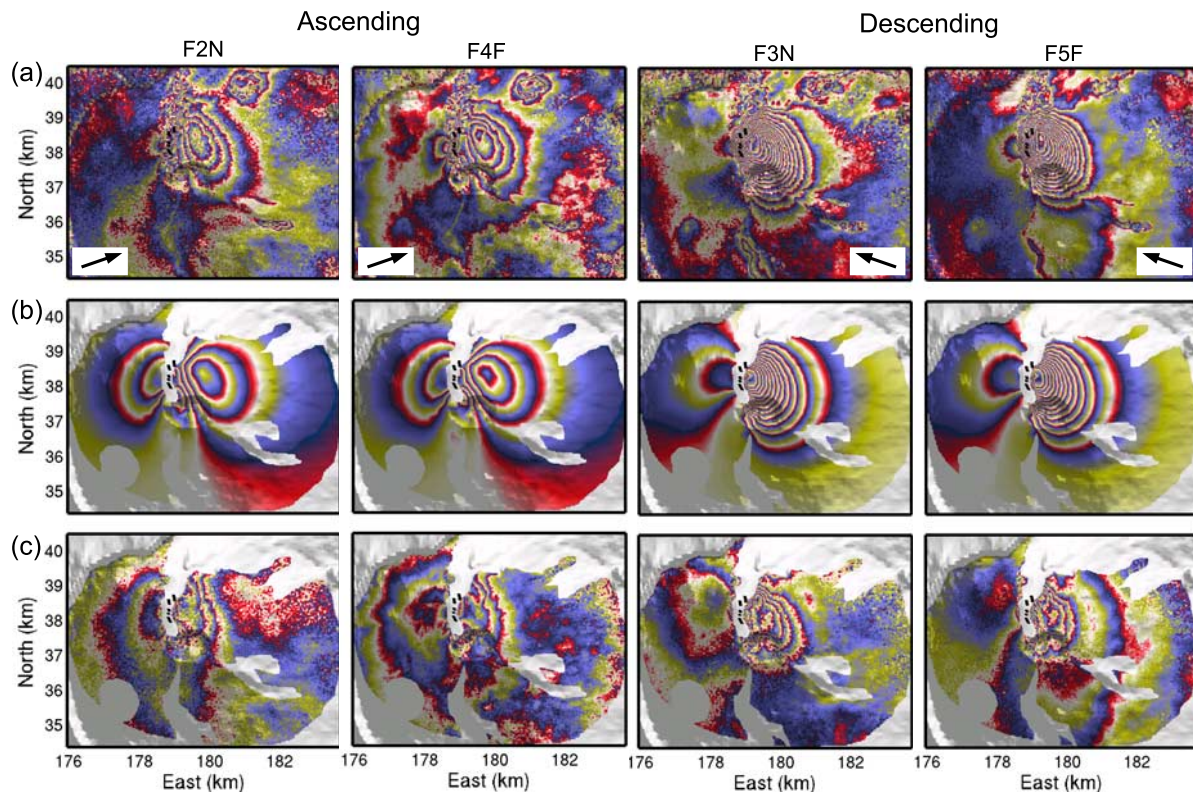 Ascending Descending
F2N F4F F3N F5F
(a)
40
39
38
37
36
35
North (km)
(b)
40
39
38
37
36
35
North (km)
(c)
40
39
38
37
36
35
North (km)
176 178 180 182 176 178 180 182 176 178 180 182 176 178 180 182
East (km) East (km) East (km) East (km)